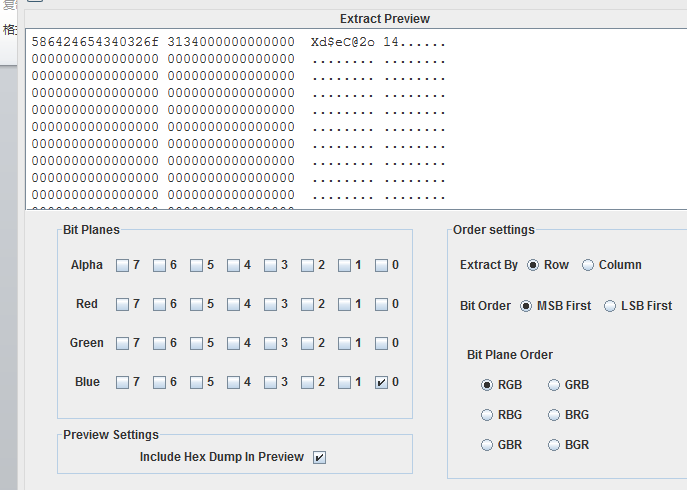 格
Extract Preview
586424654340326f 3134000000000000 Xd$eC@2o 14......
0000000000000000 0000000000000000 ........ ........
0000000000000000 0000000000000000 ........ ........
0000000000000000 0000000000000000 ........ ........
0000000000000000 0000000000000000 ........ ........
0000000000000000 0000000000000000 ........ ........
0000000000000000 0000000000000000 ........ ........
0000000000000000 0000000000000000 ........ ........
0000000000000000 0000000000000000 ........ ........
0000000000000000 0000000000000000 ........ ........
Bit Planes
Alpha 7 6 5 4 3 2 1 0
Red 7 6 5 4 3 2 1 0
Green 7 6 5 4 3 2 1 0
Blue 7 6 5 4 3 2 1 0
Preview Settings
Include Hex Dump In Preview
Order settings
Extract By Row Column
Bit Order MSB First LSB First
Bit Plane Order
RGB GRB
RBG BRG
GBR BGR